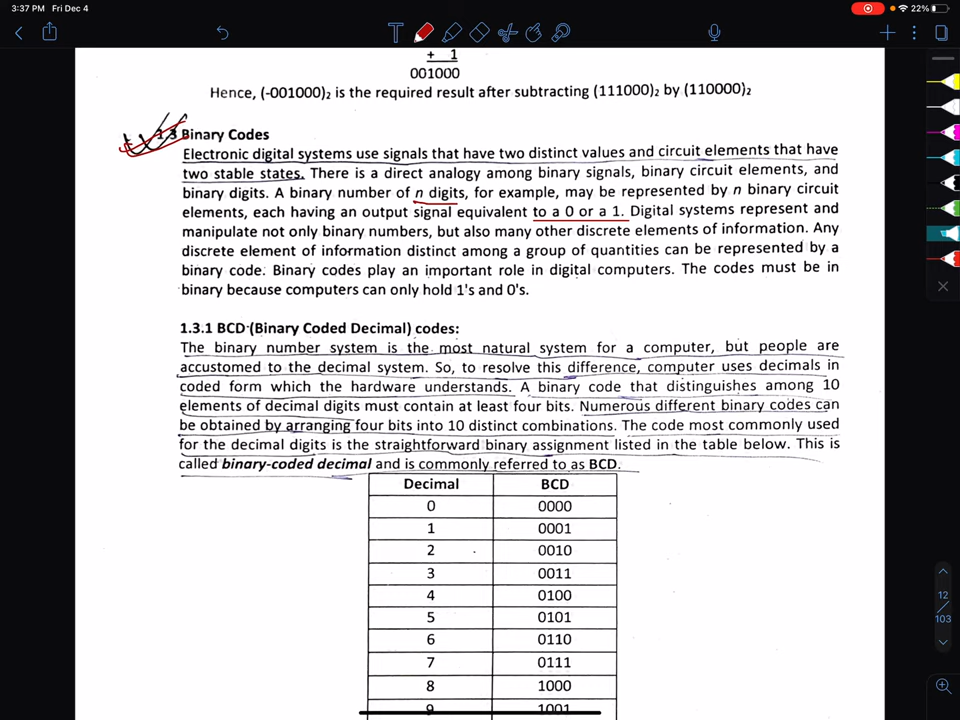 3:37 PM Fri Dec 4
22%
+ 1
001000
Hence, (-001000)₂ is the required result after subtracting (111000)₂ by (110000)₂
1.3 Binary Codes
Electronic digital systems use signals that have two distinct values and circuit elements that have
two stable states. There is a direct analogy among binary signals, binary circuit elements, and
binary digits. A binary number of n digits, for example, may be represented by n binary circuit
elements, each having an output signal equivalent to a 0 or a 1. Digital systems represent and
manipulate not only binary numbers, but also many other discrete elements of information. Any
discrete element of information distinct among a group of quantities can be represented by a
binary code. Binary codes play an important role in digital computers. The codes must be in
binary because computers can only hold 1's and 0's.
1.3.1 BCD (Binary Coded Decimal) codes:
The binary number system is the most natural system for a computer, but people are
accustomed to the decimal system. So, to resolve this difference, computer uses decimals in
coded form which the hardware understands. A binary code that distinguishes among 10
elements of decimal digits must contain at least four bits. Numerous different binary codes can
be obtained by arranging four bits into 10 distinct combinations. The code most commonly used
for the decimal digits is the straightforward binary assignment listed in the table below. This is
called binary-coded decimal and is commonly referred to as BCD.
Decimal BCD
0 0000
1 0001
2 0010
3 0011
4 0100
5 0101
6 0110
7 0111
8 1000
9 1001
12
/
103